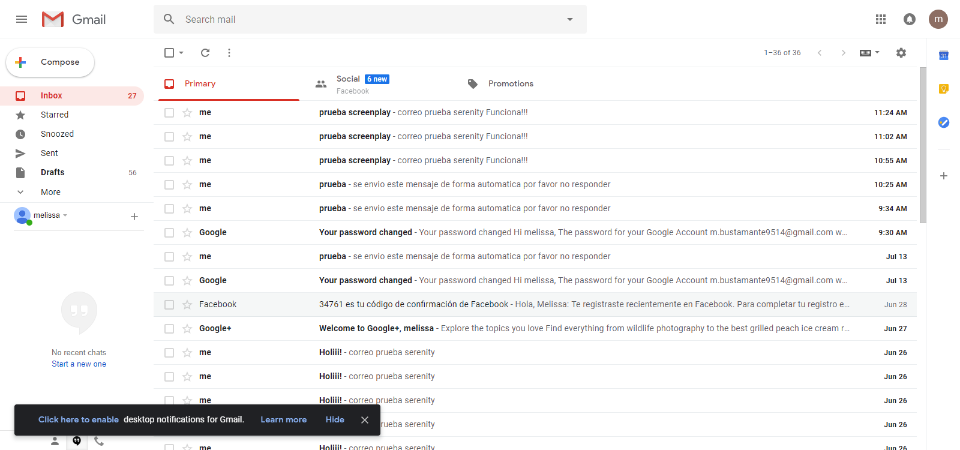 Gmail
Search mail
m
Compose
1–36 of 36
31
Primary
Social 6 new
Facebook
Promotions
Inbox 27
Starred
Snoozed
Sent
Drafts 56
More
melissa
No recent chats
Start a new one
me prueba screenplay - correo prueba serenity Funciona!!! 11:24 AM
me prueba screenplay - correo prueba serenity Funciona!!! 11:02 AM
me prueba screenplay - correo prueba serenity Funciona!!! 10:55 AM
me prueba - se envio este mensaje de forma automatica por favor no responder 10:25 AM
me prueba - se envio este mensaje de forma automatica por favor no responder 9:34 AM
Google Your password changed - Your password changed Hi melissa, The password for your Google Account m.bustamante9514@gmail.com w... 9:30 AM
me prueba - se envio este mensaje de forma automatica por favor no responder Jul 13
Google Your password changed - Your password changed Hi melissa, The password for your Google Account m.bustamante9514@gmail.com w... Jul 13
Facebook 34761 es tu código de confirmación de Facebook - Hola, Melissa: Te registraste recientemente en Facebook. Para completar tu registro e... Jun 28
Google+ Welcome to Google+, melissa - Explore the topics you love Find everything from wildlife photography to the best grilled peach ice cream r... Jun 27
me Holiii! - correo prueba serenity Jun 26
me Holiii! - correo prueba serenity Jun 26
me Holiii! - correo prueba serenity Jun 26
Holiii! - correo prueba serenity Jun 26
me Holiii! - correo prueba serenity Jun 26
Click here to enable desktop notifications for Gmail. Learn more Hide